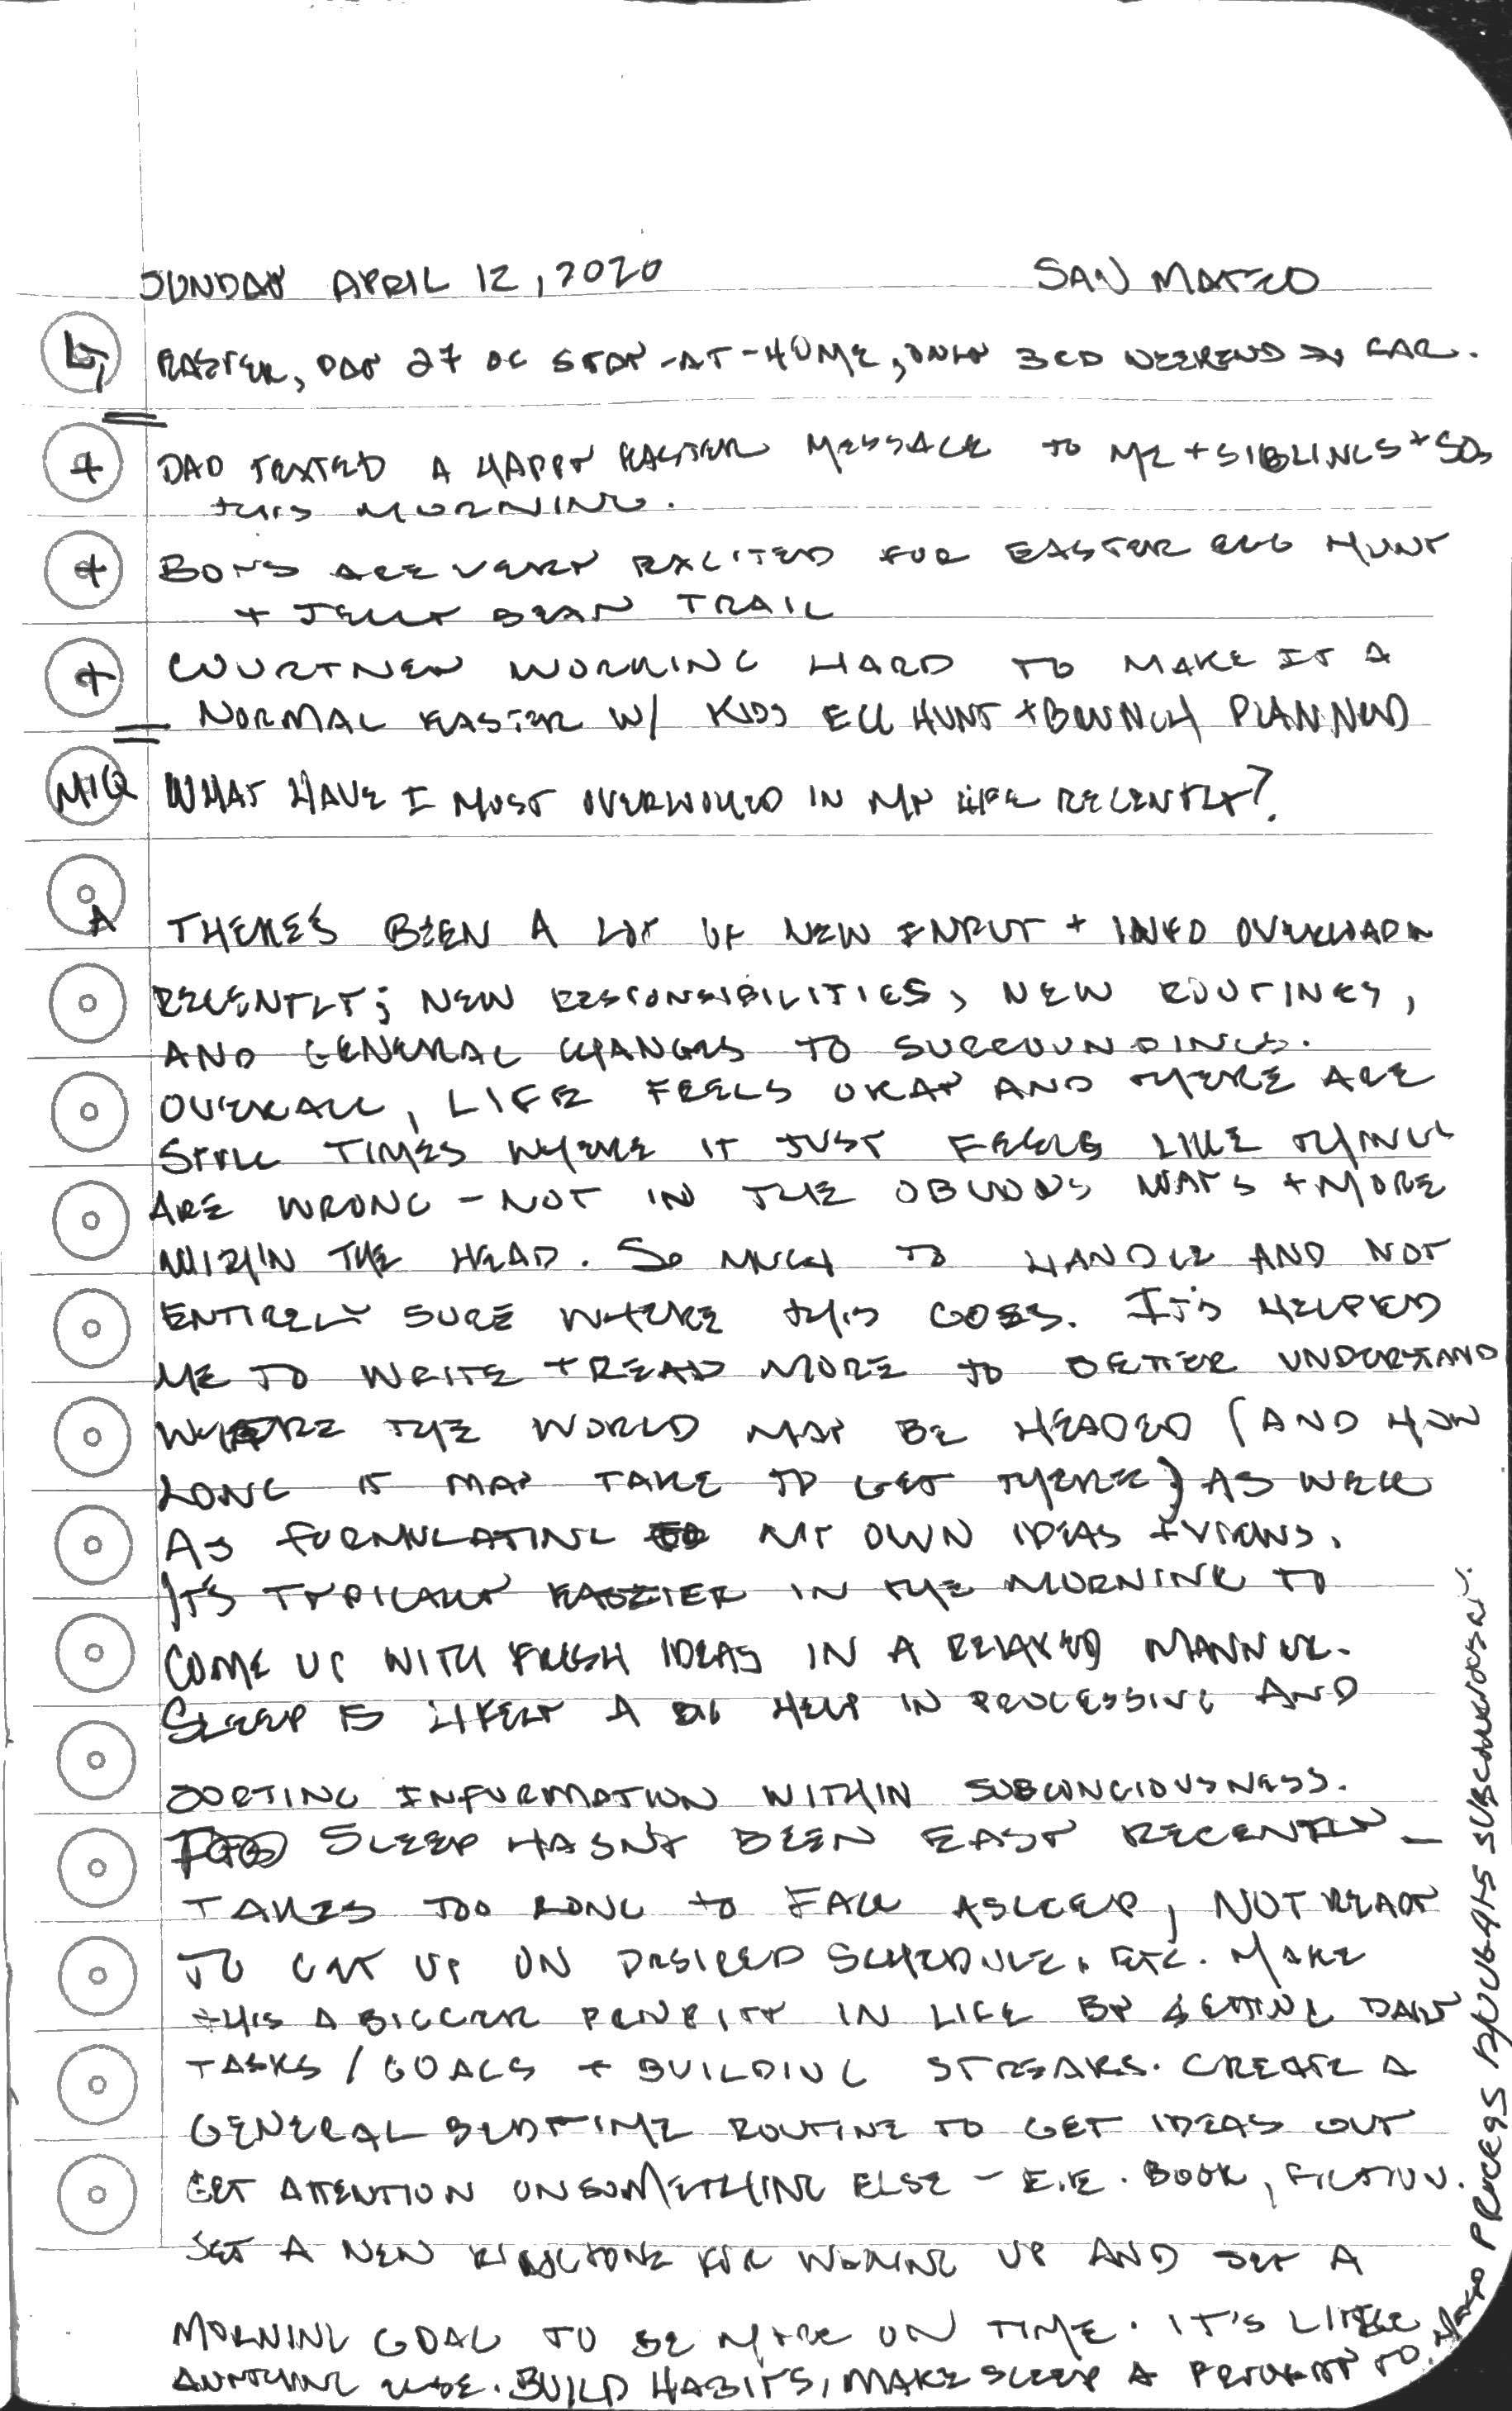 SUNDAY APRIL 12, 2020 SAN MATEO
EASTER, DAY 27 OF STAY-AT-HOME, ONLY 3RD WEEKEND SO FAR.
+ DAD TEXTED A HAPPY EASTER MESSAGE TO ME + SIBLINGS + SOs
THIS MORNING.
+ BOYS ARE VERY EXCITED FOR EASTER EGG HUNT
+ JELLY BEAN TRAIL
+ COURTNEY WORKING HARD TO MAKE IT A
NORMAL EASTER W/ KIDS EGG HUNT + BRUNCH PLANNED
MIQ WHAT HAVE I MOST OVERLOOKED IN MY LIFE RECENTLY?
A THERE'S BEEN A LOT OF NEW INPUT + INFO OVERLOAD
RECENTLY; NEW RESPONSIBILITIES, NEW ROUTINES,
AND GENERAL CHANGES TO SURROUNDINGS.
OVERALL, LIFE FEELS OKAY AND THERE ARE
STILL TIMES WHERE IT JUST FEELS LIKE THINGS
ARE WRONG - NOT IN THE OBVIOUS WAYS + MORE
WITHIN THE HEAD. SO MUCH TO HANDLE AND NOT
ENTIRELY SURE WHERE THIS GOES. IT'S HELPED
ME TO WRITE + READ MORE TO BETTER UNDERSTAND
WHERE THE WORLD MAY BE HEADED (AND HOW
LONG IT MAY TAKE TO GET THERE) AS WELL
AS FORMULATING MY OWN IDEAS + VIEWS.
IT'S TYPICALLY EASIER IN THE MORNING TO
COME UP WITH FRESH IDEAS IN A RELAXED MANNER.
SLEEP IS LIKELY A BIG HELP IN PROCESSING AND
SORTING INFORMATION WITHIN SUBCONCIOUSNESS.
SLEEP HASN'T BEEN EASY RECENTLY -
TAKES TOO LONG TO FALL ASLEEP, NOT READY
TO GET UP ON DESIRED SCHEDULE, ETC. MAKE
THIS A BIGGER PRIORITY IN LIFE BY SETTING DAILY
TASKS / GOALS + BUILDING STREAKS. CREATE A
GENERAL BEDTIME ROUTINE TO GET IDEAS OUT
GET ATTENTION ON SOMETHING ELSE - I.E. BOOK, FICTION.
SET A NEW RINGTONE FOR WAKING UP AND SET A
MORNING GOAL TO BE MORE ON TIME. IT'S LIKE
ANYTHING ELSE. BUILD HABITS, MAKE SLEEP A PRIORITY TO
PROCESS THOUGHTS SUBCONSCIOUSLY.